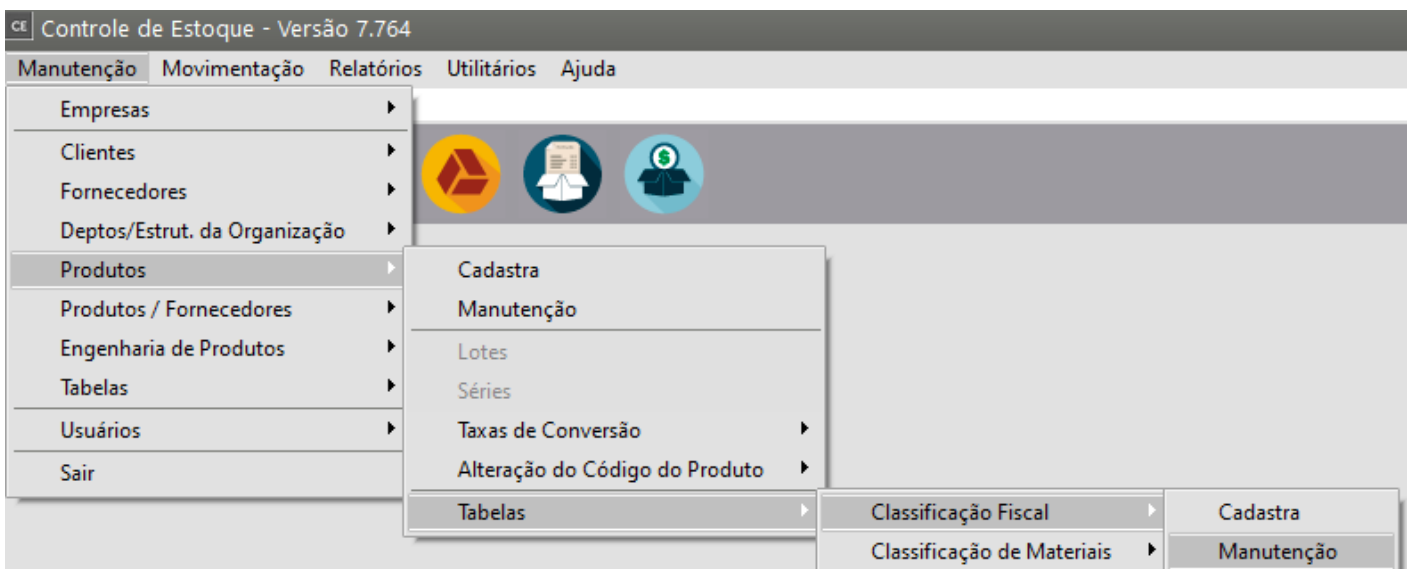 CE Controle de Estoque - Versão 7.764
Manutenção Movimentação Relatórios Utilitários Ajuda
Empresas
Clientes
Fornecedores
Deptos/Estrut. da Organização
Produtos
Produtos / Fornecedores
Engenharia de Produtos
Tabelas
Usuários
Sair
Cadastra
Manutenção
Lotes
Séries
Taxas de Conversão
Alteração do Código do Produto
Tabelas
Classificação Fiscal
Classificação de Materiais
Cadastra
Manutenção